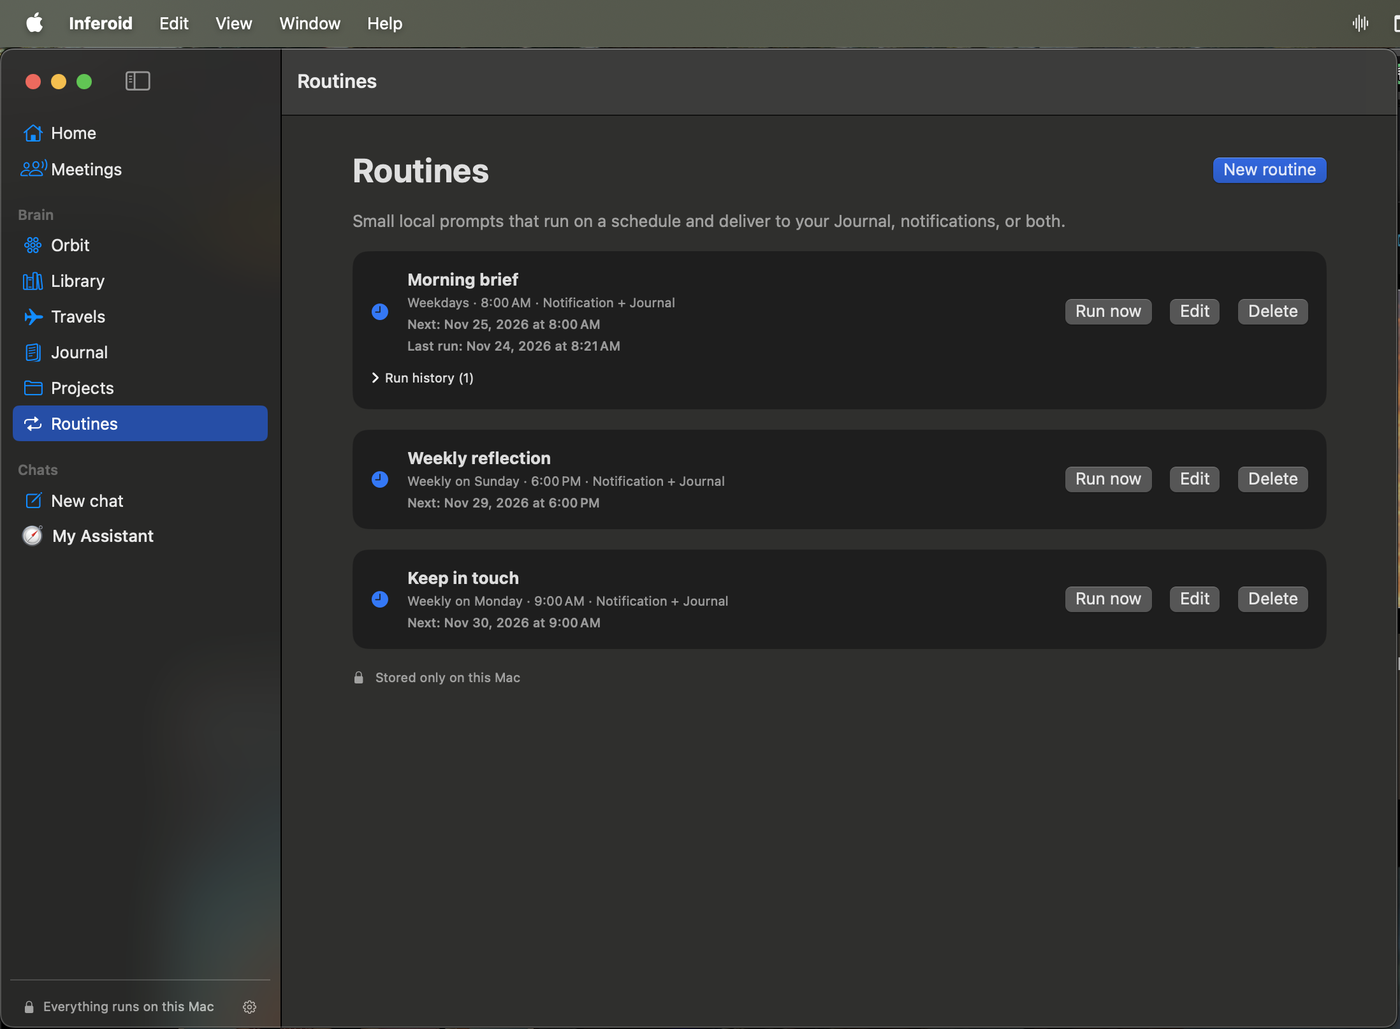 Inferoid Edit View Window Help
Routines
Home
Meetings
Brain
Orbit
Library
Travels
Journal
Projects
Routines
Chats
New chat
My Assistant
Everything runs on this Mac
Routines
New routine
Small local prompts that run on a schedule and deliver to your Journal, notifications, or both.
Morning brief
Weekdays · 8:00 AM · Notification + Journal
Next: Nov 25, 2026 at 8:00 AM
Last run: Nov 24, 2026 at 8:21 AM
Run now Edit Delete
Run history (1)
Weekly reflection
Weekly on Sunday · 6:00 PM · Notification + Journal
Next: Nov 29, 2026 at 6:00 PM
Run now Edit Delete
Keep in touch
Weekly on Monday · 9:00 AM · Notification + Journal
Next: Nov 30, 2026 at 9:00 AM
Run now Edit Delete
Stored only on this Mac